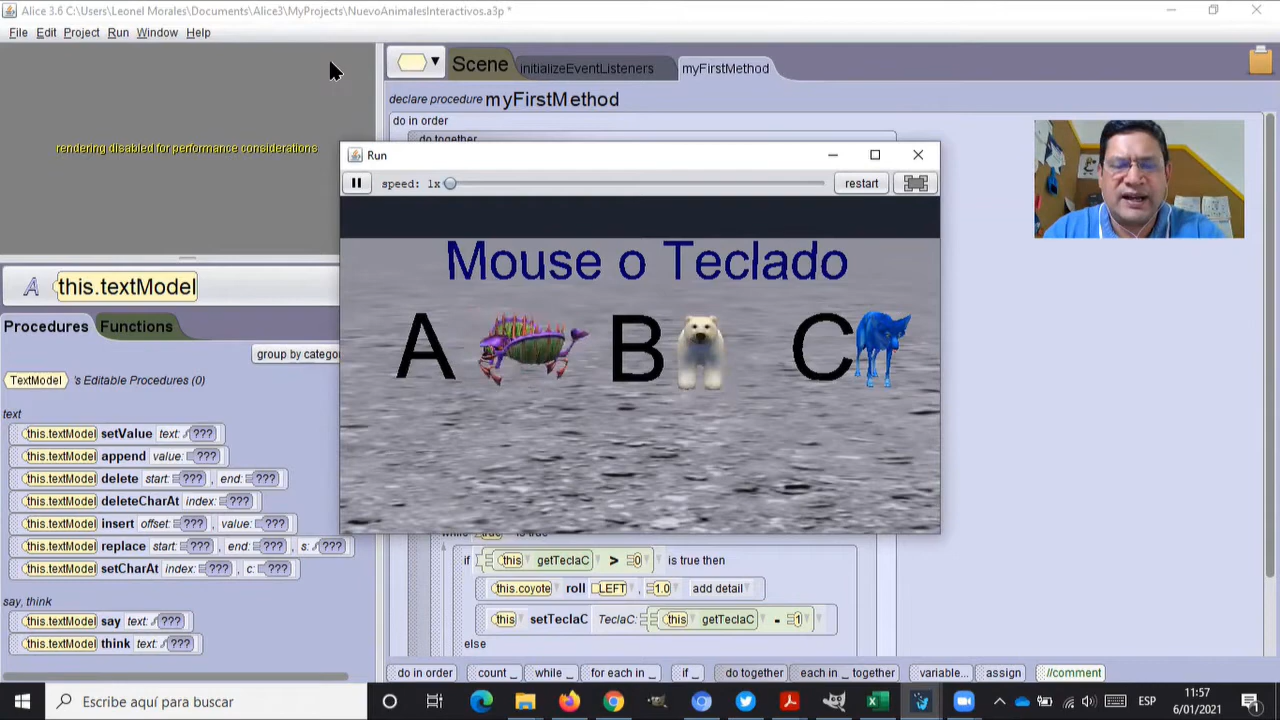 Alice 3.6 C:\Users\Leonel Morales\Documents\Alice3\MyProjects\NuevoAnimalesInteractivos.a3p *
File Edit Project Run Window Help
Scene initializeEventListeners myFirstMethod
declare procedure myFirstMethod
do in order
do together
rendering disabled for performance considerations
Run
speed: 1x restart
Mouse o Teclado
A B C
this.textModel
Procedures Functions
group by catego
TextModel 's Editable Procedures (0)
text
this.textModel setValue text: ???
this.textModel append value: ???
this.textModel delete start: ??? , end: ???
this.textModel deleteCharAt index: ???
this.textModel insert offset: ??? , value: ???
this.textModel replace start: ??? , end: ??? , s: ???
this.textModel setCharAt index: ??? , c: ???
say, think
this.textModel say text: ???
this.textModel think text: ???
while true is true
if this getTeclaC > 0 is true then
this.coyote roll LEFT , 1.0 add detail
this setTeclaC TeclaC: this getTeclaC - 1
else
do in order count _ while _ for each in _ if _ do together each in _ together variable... assign //comment
Escribe aquí para buscar
ESP
11:57
6/01/2021